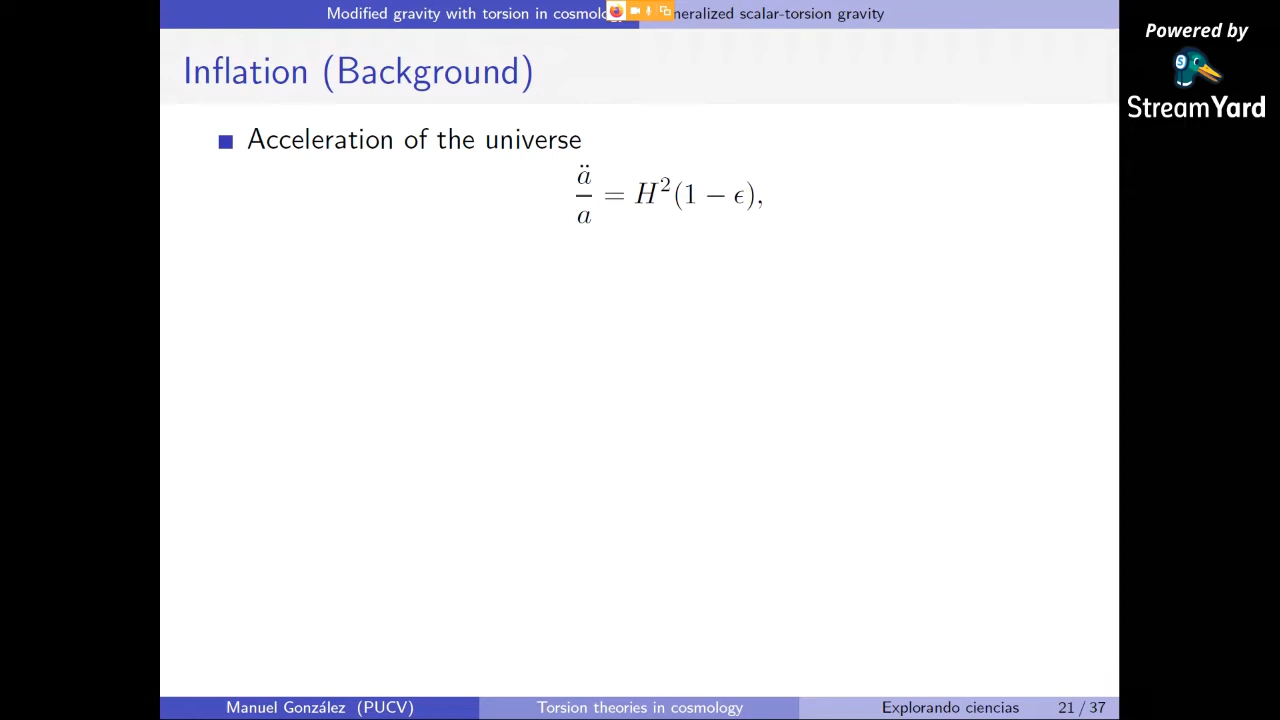 Modified gravity with torsion in cosmolo
neralized scalar-torsion gravity
Powered by
StreamYard
Inflation (Background)
Acceleration of the universe
ä/a = H²(1 − ϵ),
Manuel González (PUCV)
Torsion theories in cosmology
Explorando ciencias
21 / 37